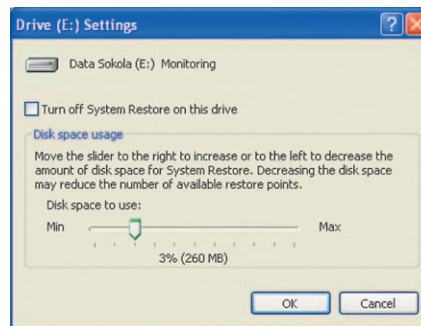 Drive (E:) Settings
Data Sokola (E:) Monitoring
Turn off System Restore on this drive
Disk space usage
Move the slider to the right to increase or to the left to decrease the
amount of disk space for System Restore. Decreasing the disk space
may reduce the number of available restore points.
Disk space to use:
Min Max
3% (260 MB)
OK Cancel